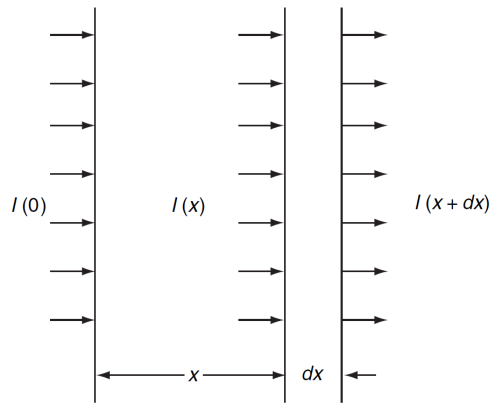 I (0)
I (x)
I (x + dx)
x
dx